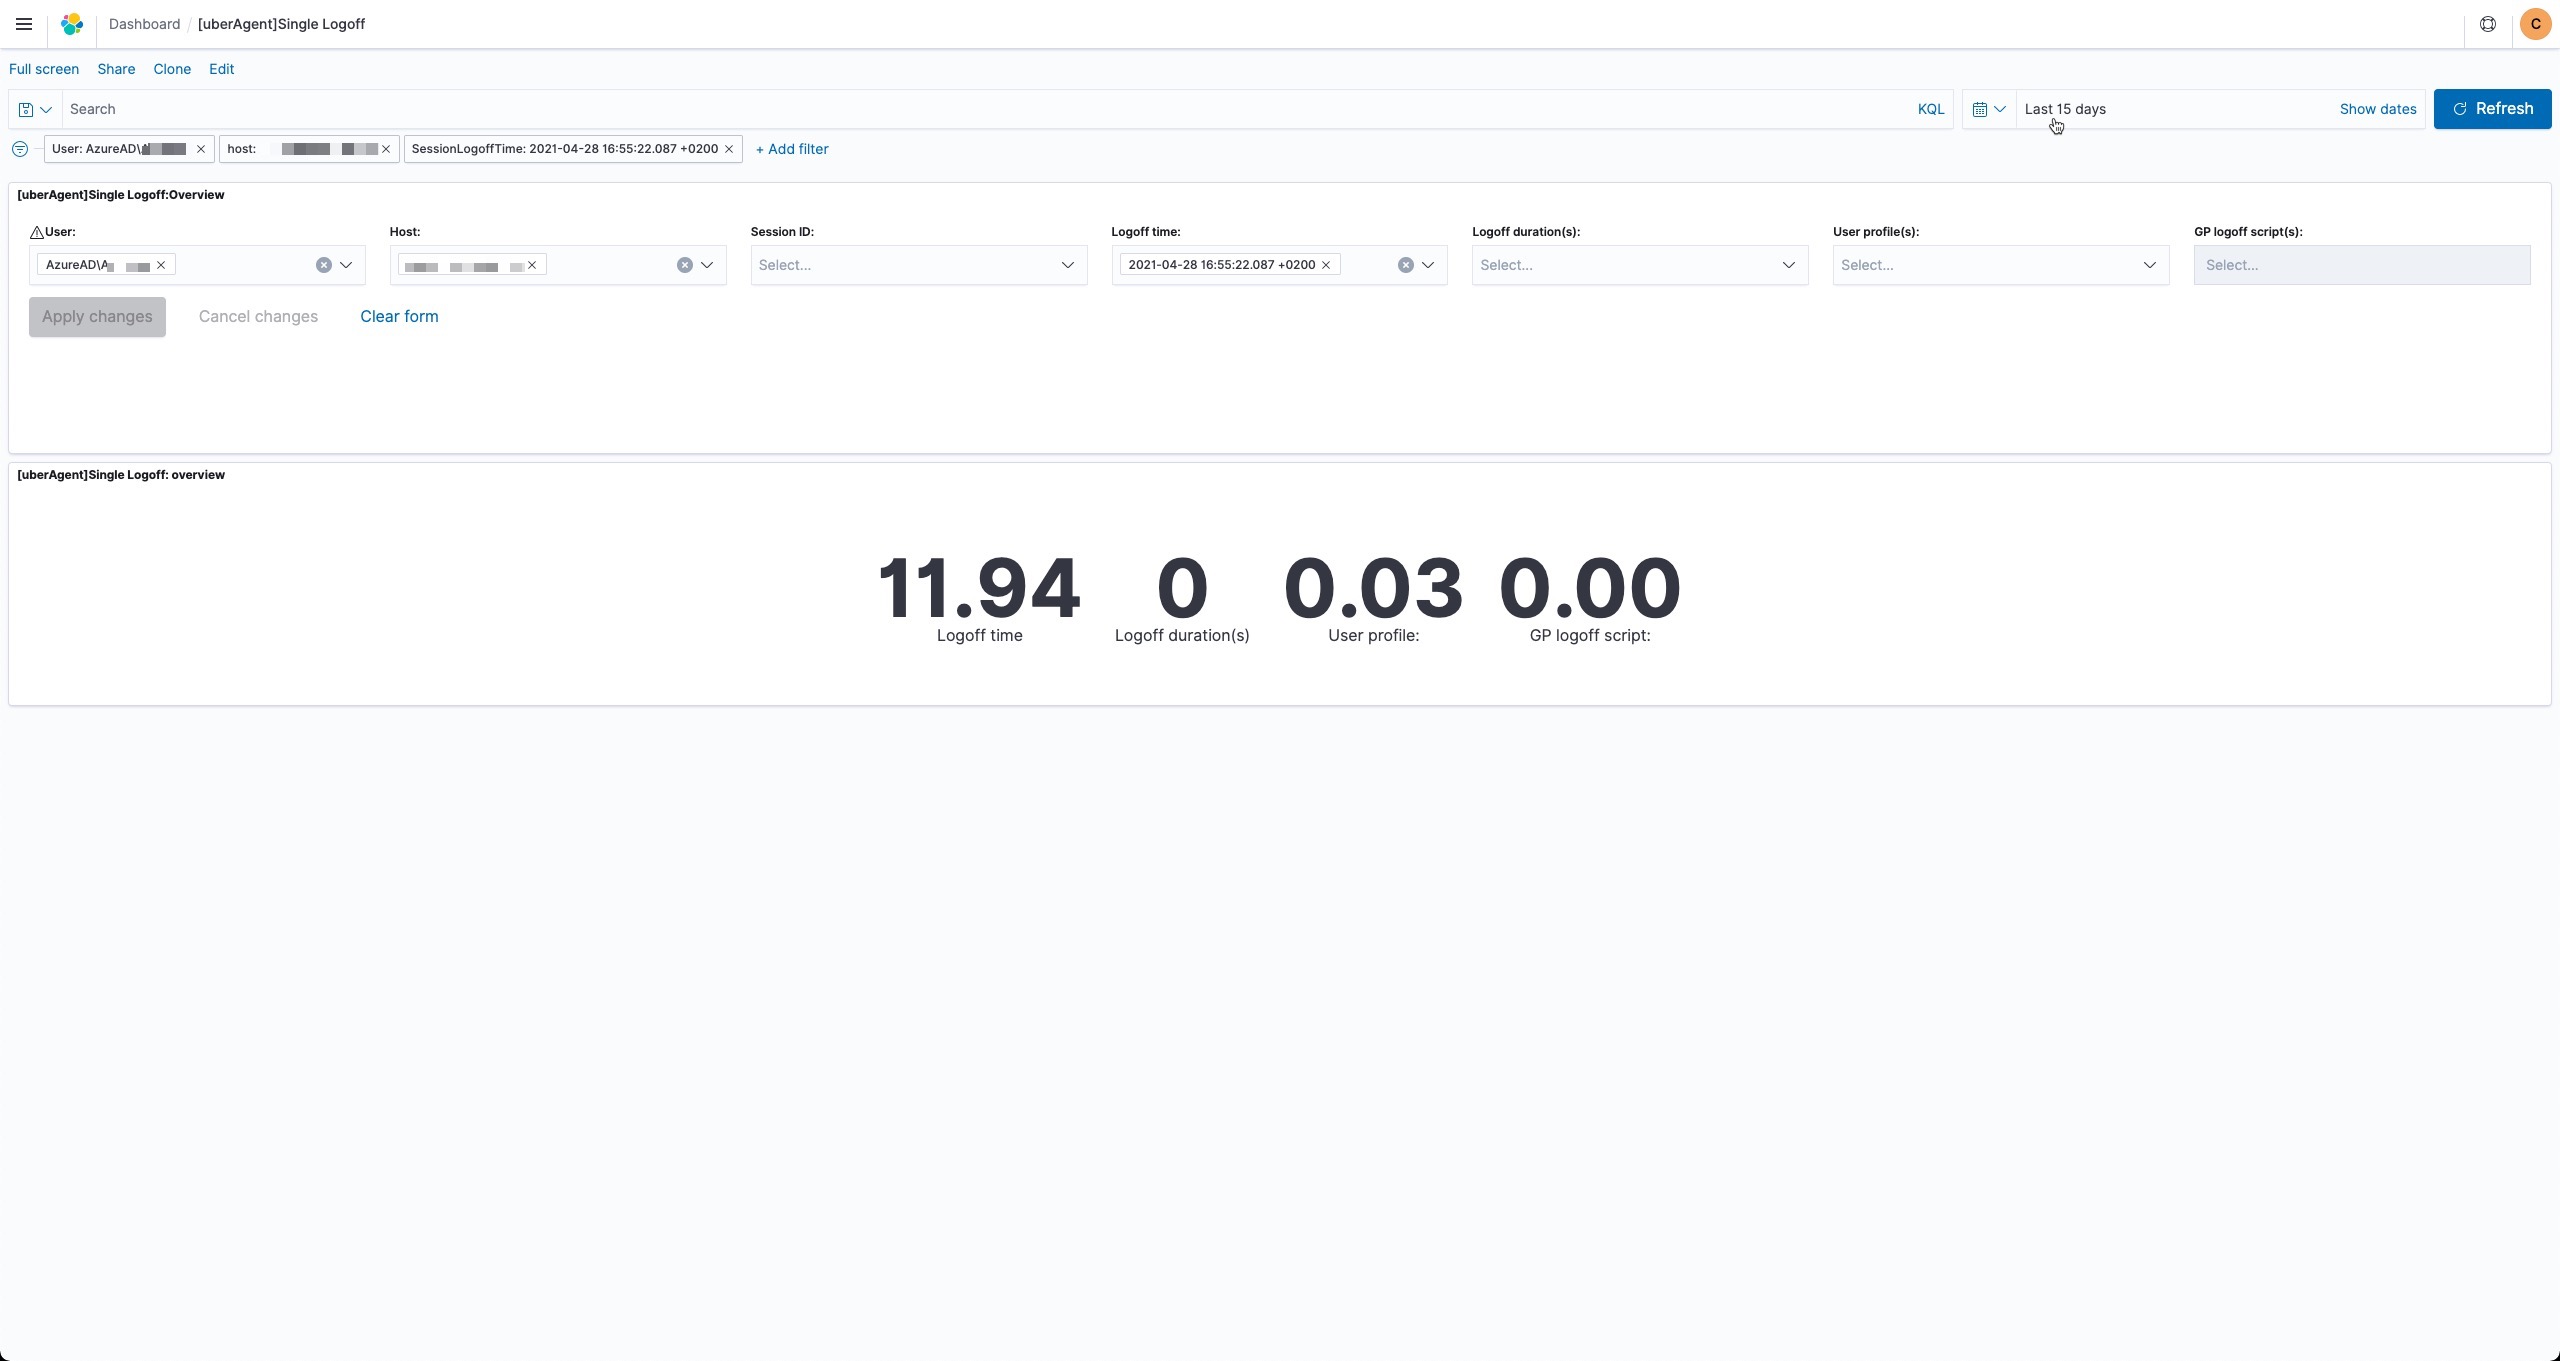 Dashboard / [uberAgent]Single Logoff C
Full screen Share Clone Edit
Search KQL Last 15 days Show dates Refresh
User: AzureAD\ host: SessionLogoffTime: 2021-04-28 16:55:22.087 +0200 + Add filter
[uberAgent]Single Logoff:Overview
User: Host: Session ID: Logoff time: Logoff duration(s): User profile(s): GP logoff script(s):
AzureAD\A Select... 2021-04-28 16:55:22.087 +0200 Select... Select... Select...
Apply changes Cancel changes Clear form
[uberAgent]Single Logoff: overview
11.94 0 0.03 0.00
Logoff time Logoff duration(s) User profile: GP logoff script: